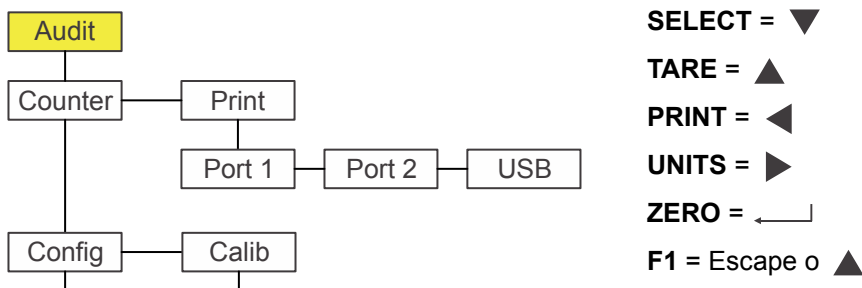 Audit
Counter Print
Port 1 Port 2 USB
Config Calib
SELECT = ▼
TARE = ▲
PRINT = ◀
UNITS = ▶
ZERO = ↵
F1 = Escape o ▲